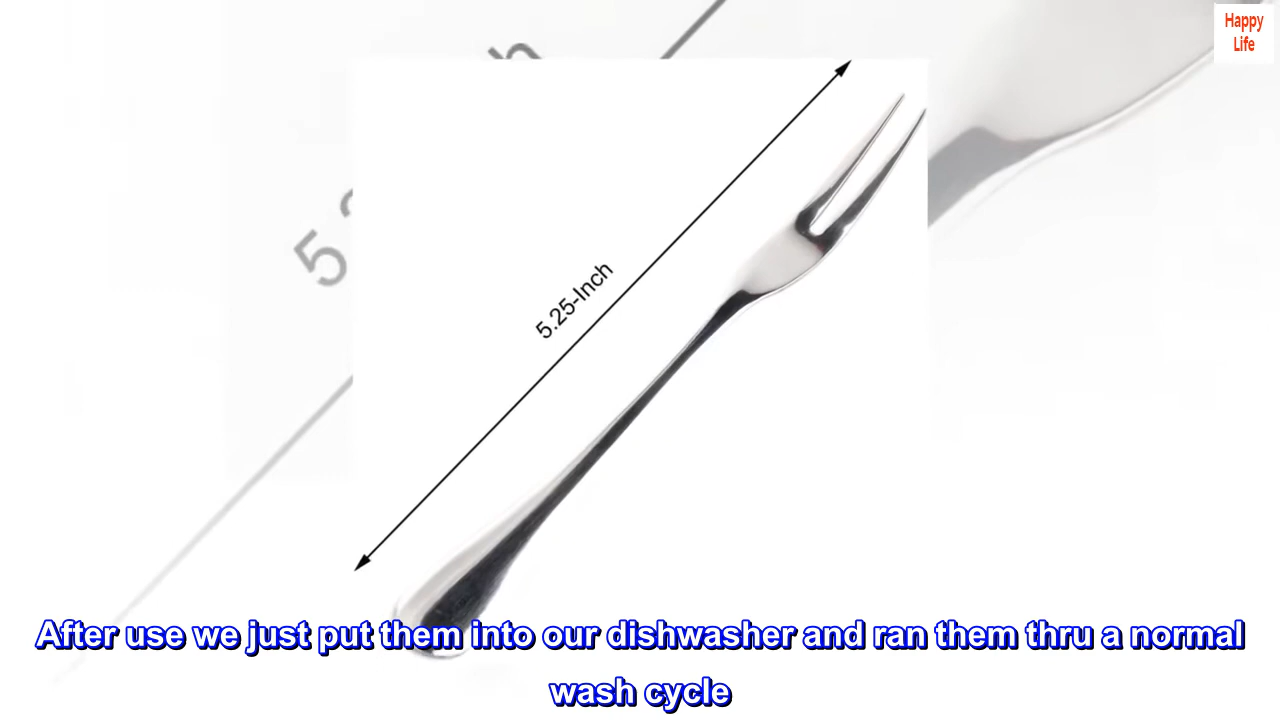 Happy
Life
5.25-Inch
After use we just put them into our dishwasher and ran them thru a normal
wash cycle